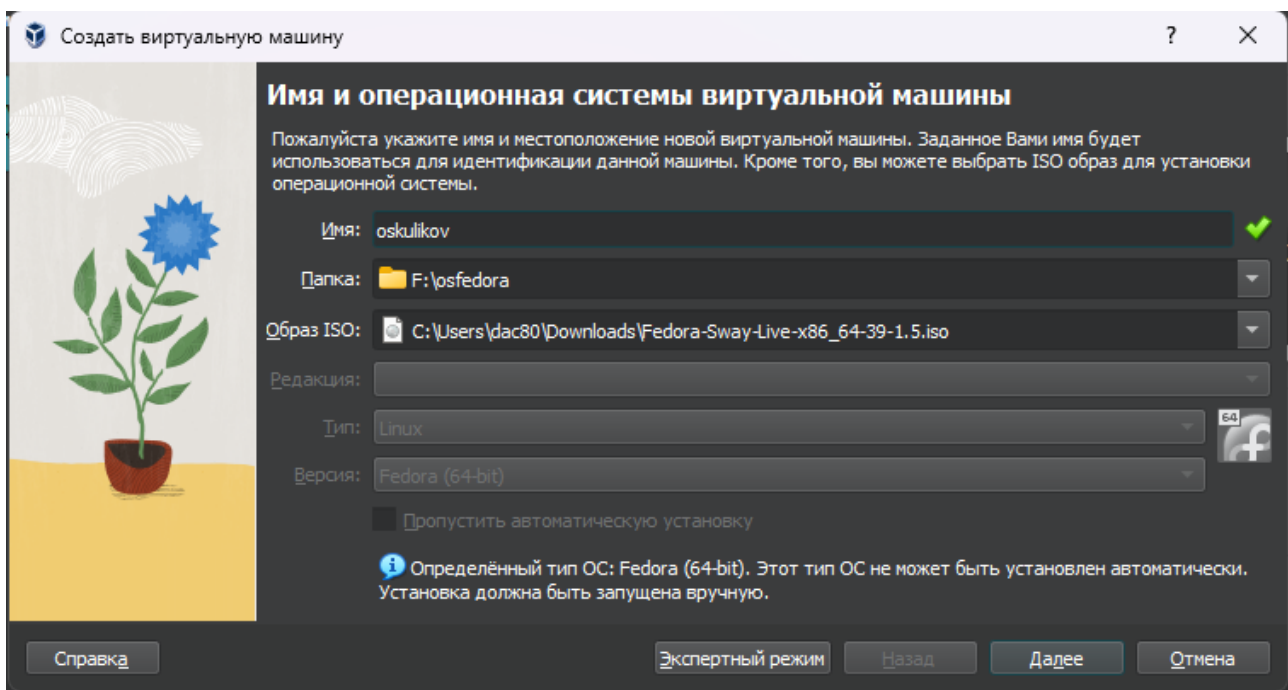 Создать виртуальную машину
?
Имя и операционная системы виртуальной машины
Пожалуйста укажите имя и местоположение новой виртуальной машины. Заданное Вами имя будет
использоваться для идентификации данной машины. Кроме того, вы можете выбрать ISO образ для установки
операционной системы.
Имя: oskulikov
Папка: F:\osfedora
Образ ISO: C:\Users\dac80\Downloads\Fedora-Sway-Live-x86_64-39-1.5.iso
Редакция:
Тип: Linux
64
Версия: Fedora (64-bit)
Пропустить автоматическую установку
Определённый тип ОС: Fedora (64-bit). Этот тип ОС не может быть установлен автоматически.
Установка должна быть запущена вручную.
Справка Экспертный режим Назад Далее Отмена